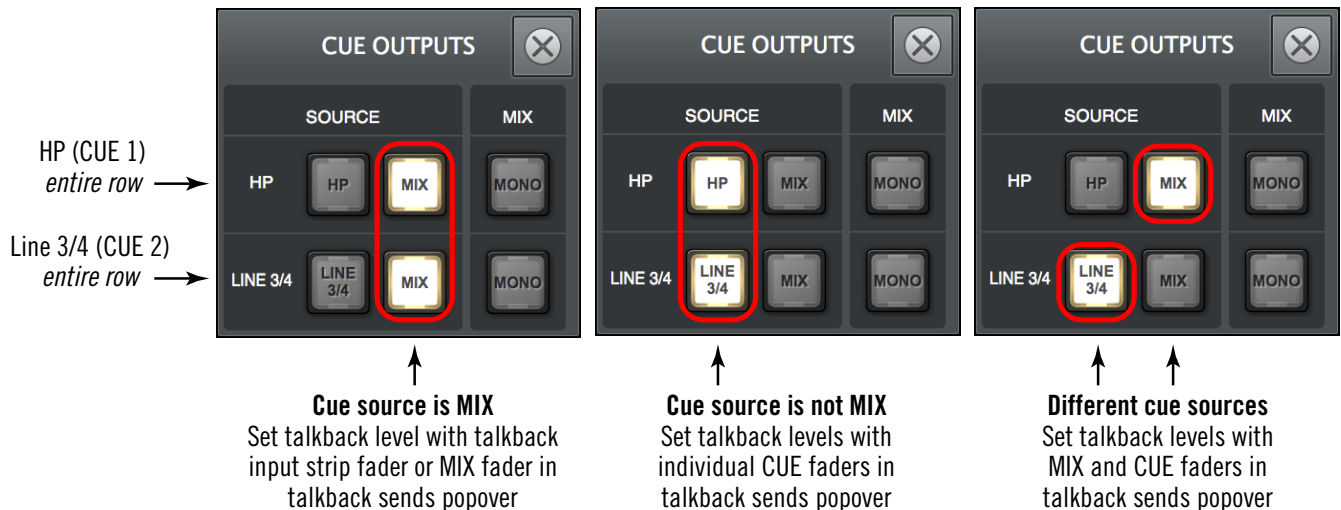 CUE OUTPUTS
SOURCE MIX
HP HP MIX MONO
LINE 3/4 LINE 3/4 MIX MONO
CUE OUTPUTS
SOURCE MIX
HP HP MIX MONO
LINE 3/4 LINE 3/4 MIX MONO
CUE OUTPUTS
SOURCE MIX
HP HP MIX MONO
LINE 3/4 LINE 3/4 MIX MONO
HP (CUE 1)
entire row
Line 3/4 (CUE 2)
entire row
Cue source is MIX
Set talkback level with talkback
input strip fader or MIX fader in
talkback sends popover
Cue source is not MIX
Set talkback levels with
individual CUE faders in
talkback sends popover
Different cue sources
Set talkback levels with
MIX and CUE faders in
talkback sends popover